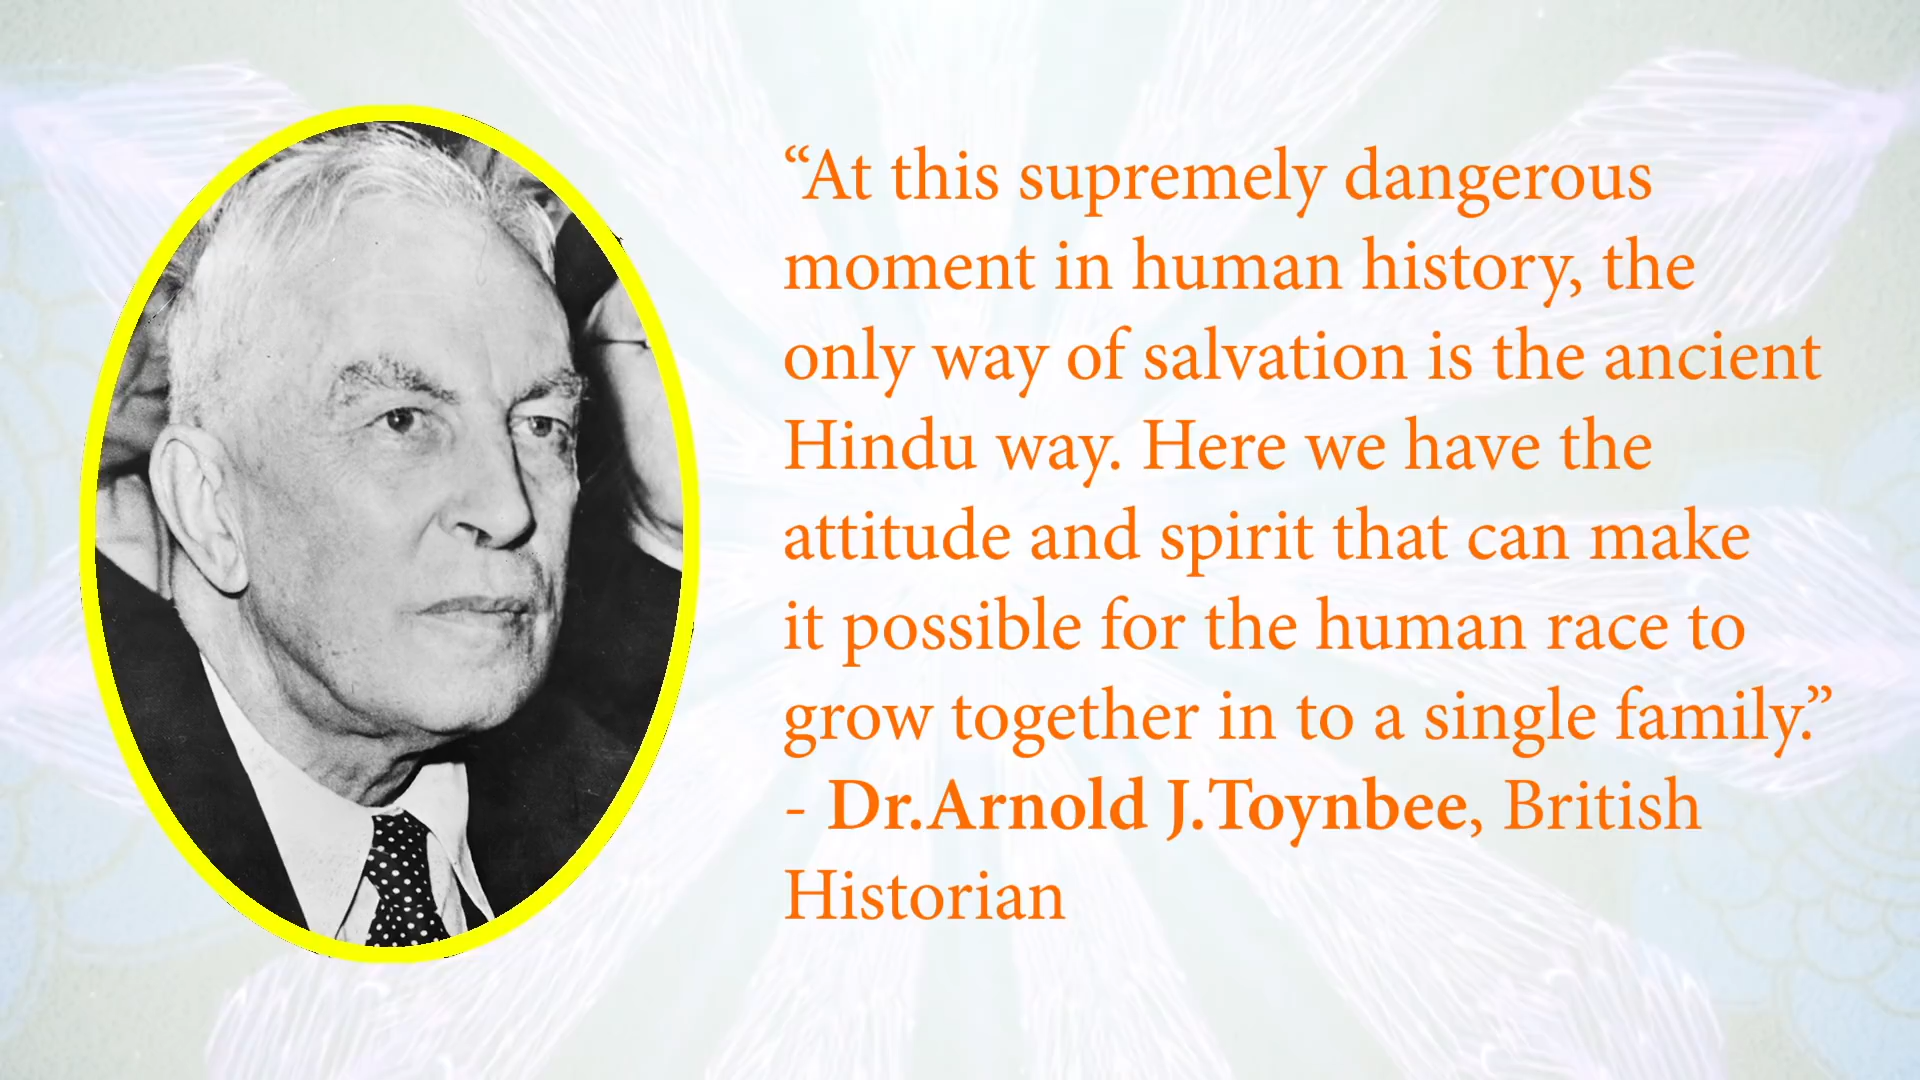 “At this supremely dangerous
moment in human history, the
only way of salvation is the ancient
Hindu way. Here we have the
attitude and spirit that can make
it possible for the human race to
grow together in to a single family.”
- Dr.Arnold J.Toynbee, British
Historian